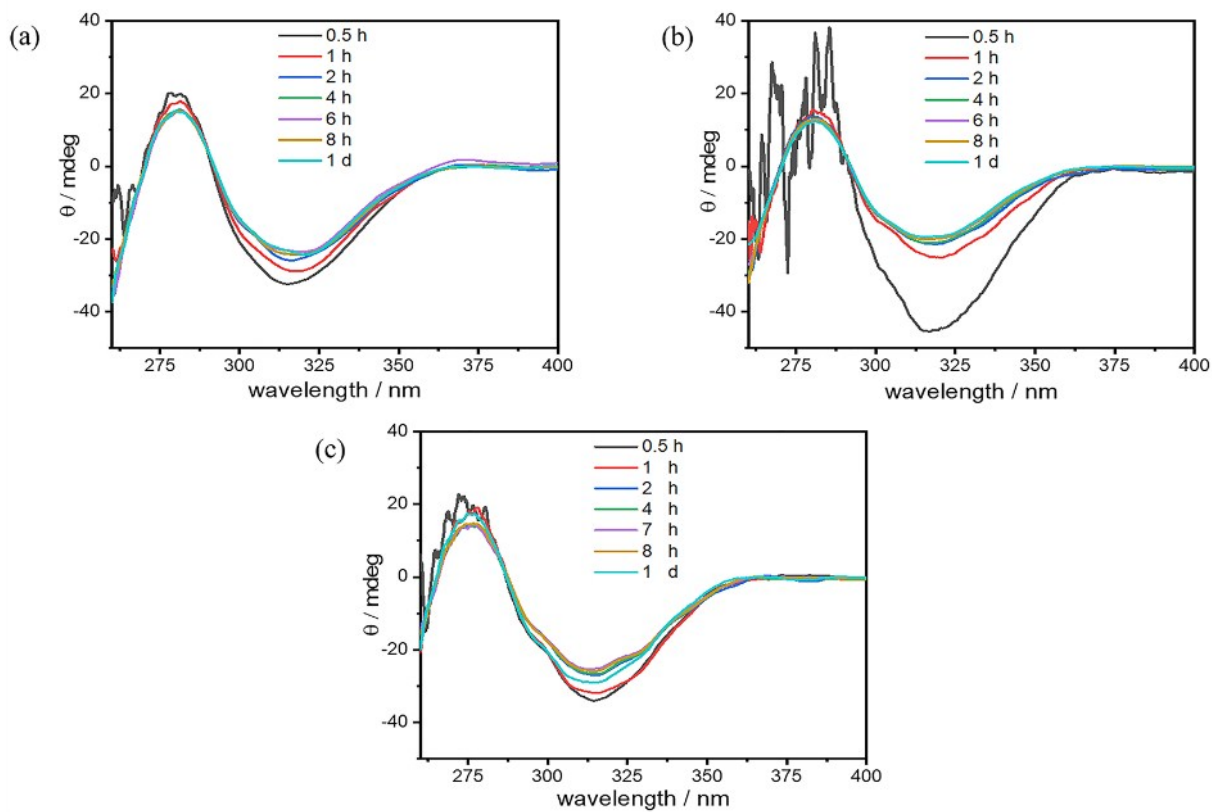 (a)
40
20
0
-20
-40
θ / mdeg
0.5 h
1 h
2 h
4 h
6 h
8 h
1 d
275 300 325 350 375 400
wavelength / nm
(b)
40
20
0
-20
-40
θ / mdeg
0.5 h
1 h
2 h
4 h
6 h
8 h
1 d
275 300 325 350 375 400
wavelength / nm
(c)
40
20
0
-20
-40
θ / mdeg
0.5 h
1 h
2 h
4 h
7 h
8 h
1 d
275 300 325 350 375 400
wavelength / nm